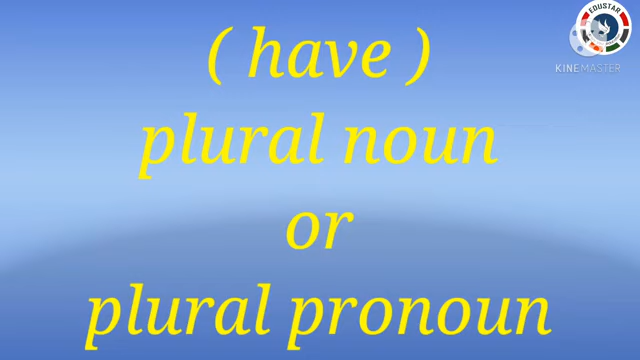 ( have )
plural noun
or
plural pronoun
EDUSTAR
KINEMASTER